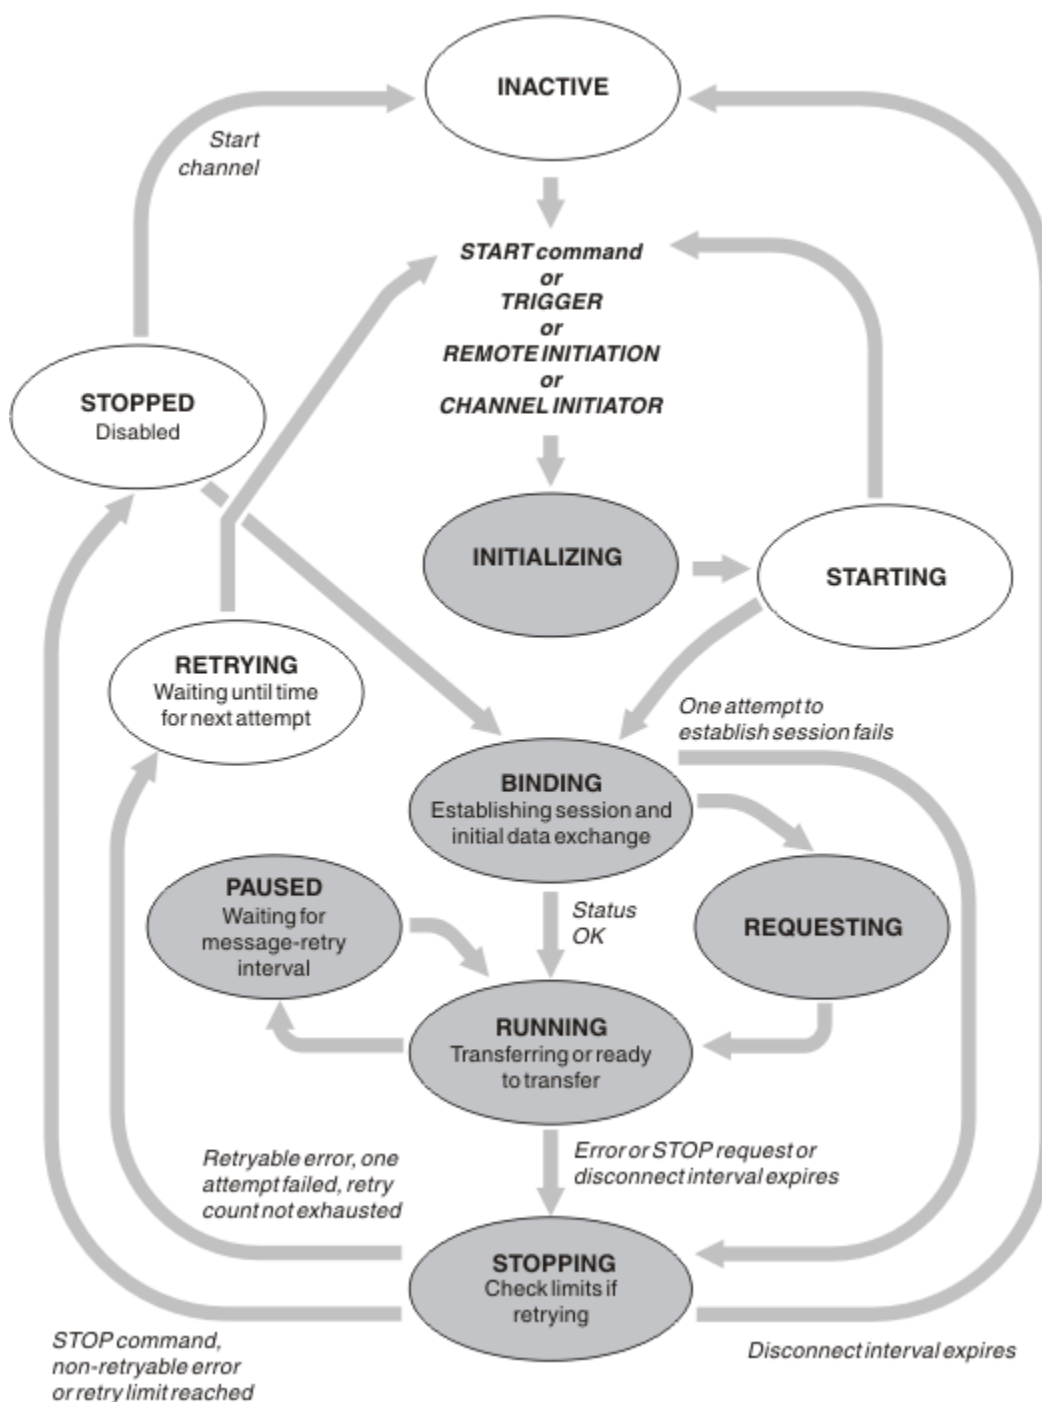 INACTIVE
Start
channel
START command
or
TRIGGER
or
REMOTE INITIATION
or
CHANNEL INITIATOR
STOPPED
Disabled
INITIALIZING
STARTING
RETRYING
Waiting until time
for next attempt
One attempt to
establish session fails
BINDING
Establishing session and
initial data exchange
PAUSED
Waiting for
message-retry
interval
Status
OK
REQUESTING
RUNNING
Transferring or ready
to transfer
Retryable error, one
attempt failed, retry
count not exhausted
Error or STOP request or
disconnect interval expires
STOPPING
Check limits if
retrying
STOP command,
non-retryable error
or retry limit reached
Disconnect interval expires